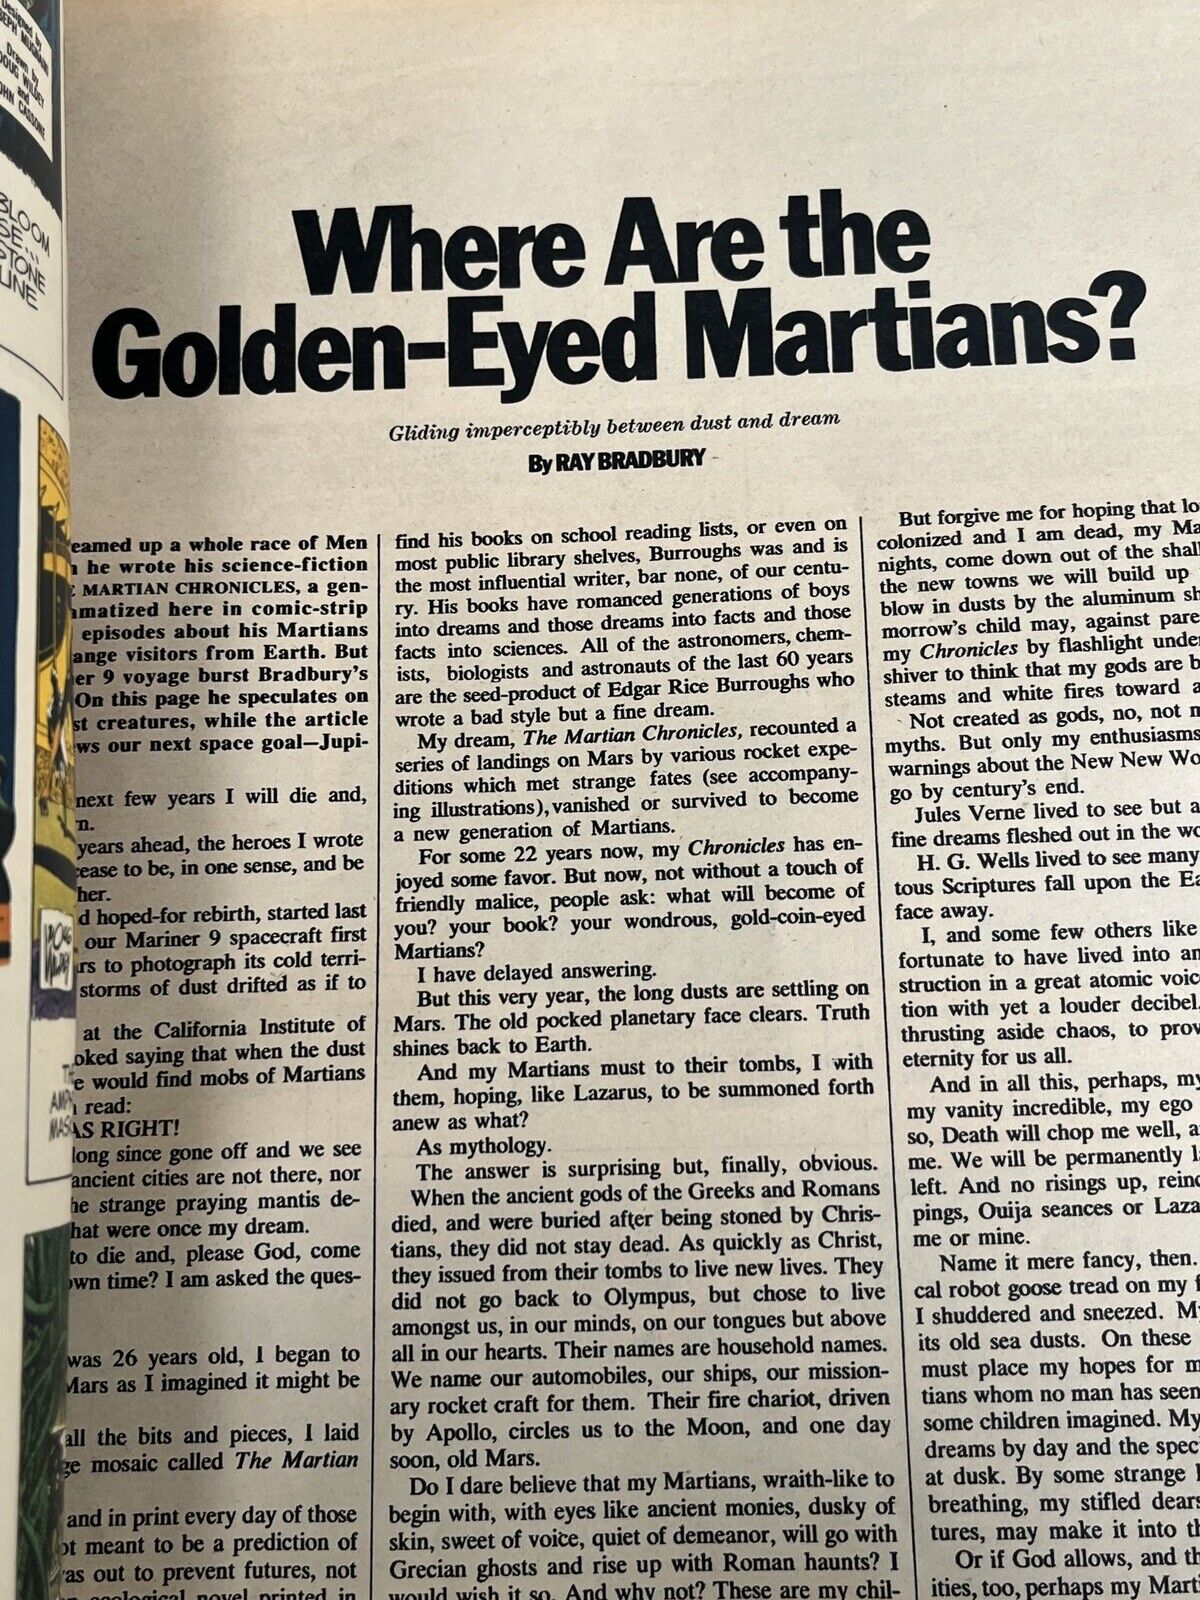 Designed by
Drawn by
DOUG WILDEY
and
JOHN CASSONE
BLOOM
Where Are the
Golden-Eyed Martians?
Gliding imperceptibly between dust and dream
By RAY BRADBURY
up a whole race of Men
he wrote his science-fiction
MARTIAN CHRONICLES, a gen-
here in comic-strip
episodes about his Martians
visitors from Earth. But
9 voyage burst Bradbury's
On this page he speculates on
creatures, while the article
our next space goal—Jupi-
next few years I will die and,
years ahead, the heroes I wrote
to be, in one sense, and be
hoped-for rebirth, started last
our Mariner 9 spacecraft first
to photograph its cold terri-
storms of dust drifted as if to
at the California Institute of
saying that when the dust
would find mobs of Martians
read:
RIGHT!
long since gone off and we see
ancient cities are not there, nor
strange praying mantis de-
were once my dream.
to die and, please God, come
time? I am asked the ques-
was 26 years old, I began to
Mars as I imagined it might be
all the bits and pieces, I laid
mosaic called The Martian
and in print every day of those
meant to be a prediction of
out to prevent futures, not
ecological novel printed in
find his books on school reading lists, or even on
most public library shelves, Burroughs was and is
the most influential writer, bar none, of our centu-
ry. His books have romanced generations of boys
into dreams and those dreams into facts and those
facts into sciences. All of the astronomers, chem-
ists, biologists and astronauts of the last 60 years
are the seed-product of Edgar Rice Burroughs who
wrote a bad style but a fine dream.
My dream, The Martian Chronicles, recounted a
series of landings on Mars by various rocket expe-
ditions which met strange fates (see accompany-
ing illustrations), vanished or survived to become
a new generation of Martians.
For some 22 years now, my Chronicles has en-
joyed some favor. But now, not without a touch of
friendly malice, people ask: what will become of
you? your book? your wondrous, gold-coin-eyed
Martians?
I have delayed answering.
But this very year, the long dusts are settling on
Mars. The old pocked planetary face clears. Truth
shines back to Earth.
And my Martians must to their tombs, I with
them, hoping, like Lazarus, to be summoned forth
anew as what?
As mythology.
The answer is surprising but, finally, obvious.
When the ancient gods of the Greeks and Romans
died, and were buried after being stoned by Chris-
tians, they did not stay dead. As quickly as Christ,
they issued from their tombs to live new lives. They
did not go back to Olympus, but chose to live
amongst us, in our minds, on our tongues but above
all in our hearts. Their names are household names.
We name our automobiles, our ships, our mission-
ary rocket craft for them. Their fire chariot, driven
by Apollo, circles us to the Moon, and one day
soon, old Mars.
Do I dare believe that my Martians, wraith-like to
begin with, with eyes like ancient monies, dusky of
skin, sweet of voice, quiet of demeanor, will go with
Grecian ghosts and rise up with Roman haunts? I
would wish it so. And why not? These are my chil-
But forgive me for hoping that
colonized and I am dead, my
nights, come down out of the
the new towns we will build up
blow in dusts by the aluminum
morrow's child may, against
my Chronicles by flashlight
shiver to think that my gods are
steams and white fires toward
Not created as gods, no, not
myths. But only my enthusiasms
warnings about the New New
go by century's end.
Jules Verne lived to see but a
fine dreams fleshed out in the
H. G. Wells lived to see many
tous Scriptures fall upon the
face away.
I, and some few others like
fortunate to have lived into
struction in a great atomic
tion with yet a louder decibel.
thrusting aside chaos, to
eternity for us all.
And in all this, perhaps, my
my vanity incredible, my ego
so, Death will chop me well,
me. We will be permanently
left. And no risings up,
pings, Ouija seances or
me or mine.
Name it mere fancy, then.
cal robot goose tread on my
I shuddered and sneezed.
its old sea dusts. On these
must place my hopes for
tians whom no man has seen
some children imagined. My
dreams by day and the
at dusk. By some strange
breathing, my stifled
tures, may make it into
Or if God allows, and
ities, too, perhaps my